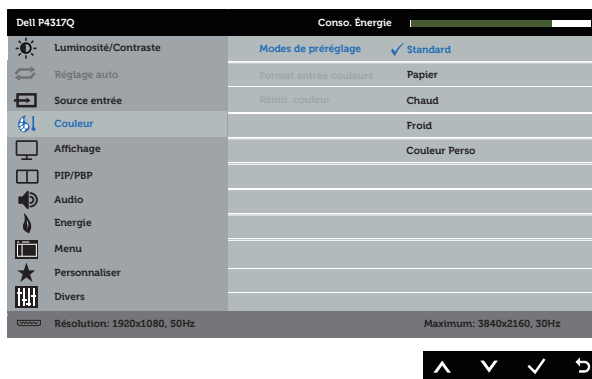 Dell P4317Q Conso. Énergie
Luminosité/Contraste Modes de préréglage Standard
Réglage auto Format entrée couleurs Papier
Source entrée Réinit. couleur Chaud
Couleur Froid
Affichage Couleur Perso
PIP/PBP
Audio
Energie
Menu
Personnaliser
Divers
Résolution: 1920x1080, 50Hz Maximum: 3840x2160, 30Hz